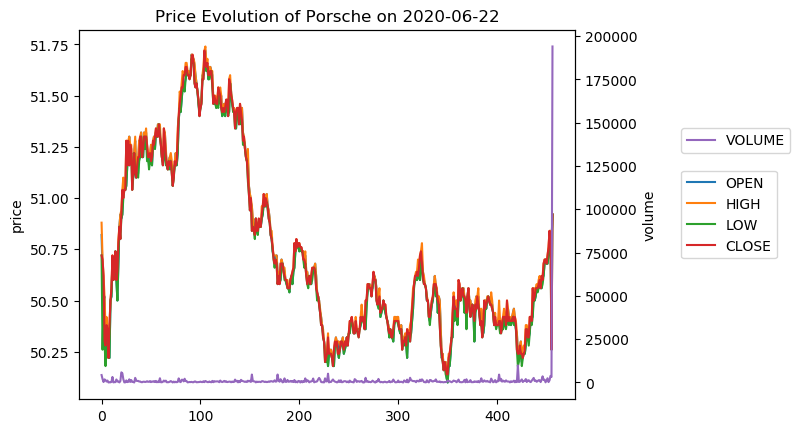 Price Evolution of Porsche on 2020-06-22
51.75
51.50
51.25
51.00
50.75
50.50
50.25
price
0
100
200
300
400
200000
175000
150000
125000
100000
75000
50000
25000
0
volume
VOLUME
OPEN
HIGH
LOW
CLOSE